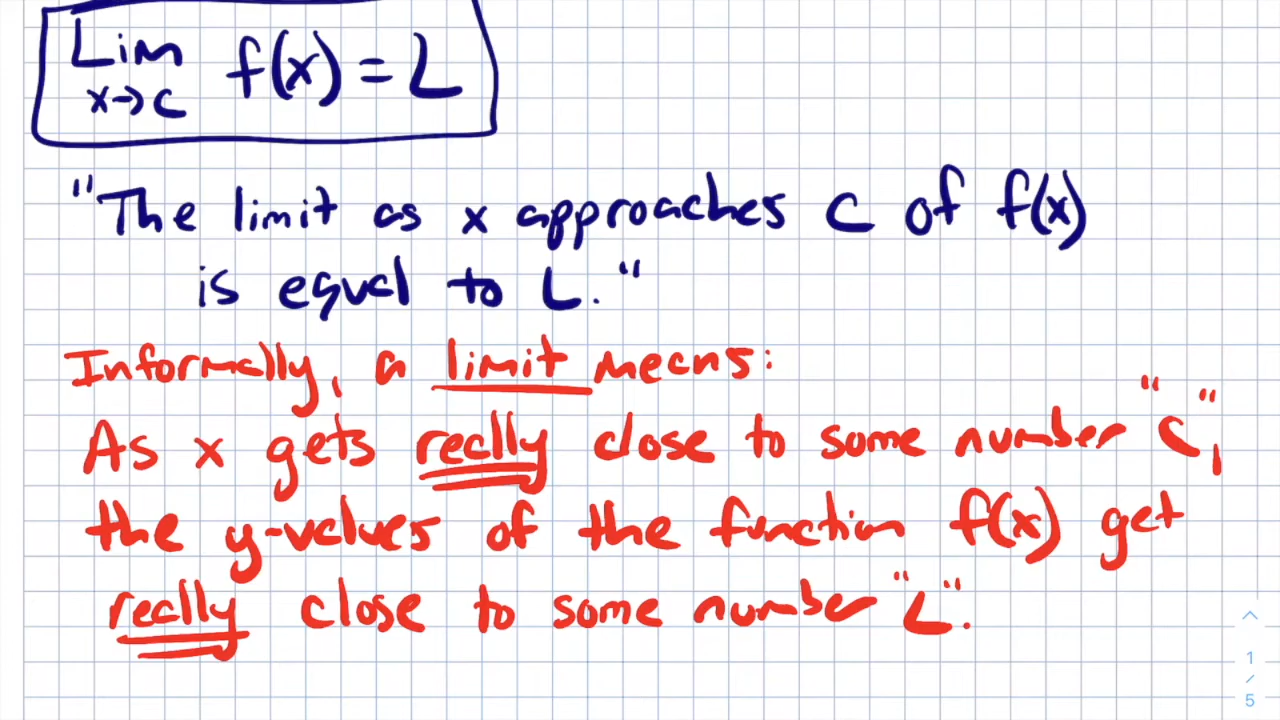 Lim f(x) = L
x→c
"The limit as x approaches c of f(x)
is equal to L."
Informally, a limit means:
As x gets really close to some number "c",
the y-values of the function f(x) get
really close to some number "L".
1
/
5